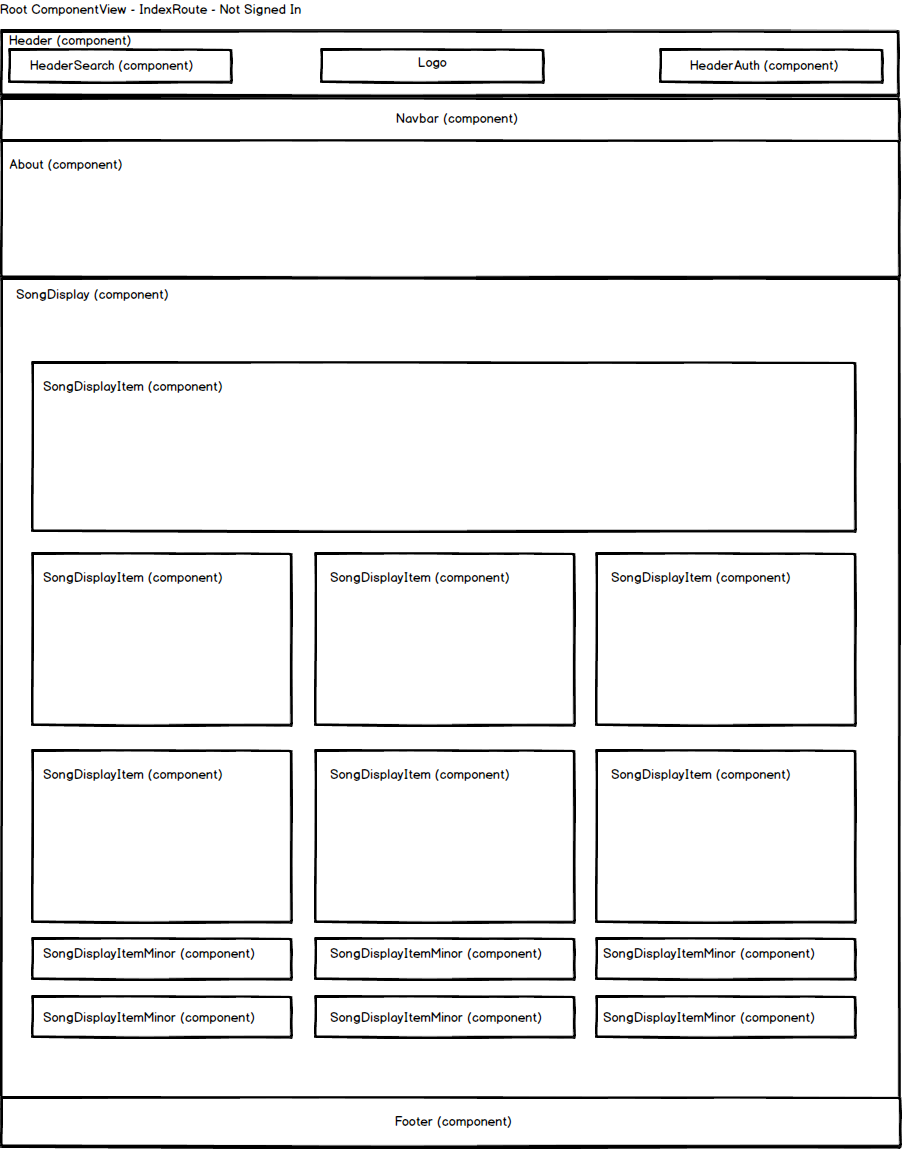 Root ComponentView - IndexRoute - Not Signed In
Header (component)
HeaderSearch (component)
Logo
HeaderAuth (component)
Navbar (component)
About (component)
SongDisplay (component)
SongDisplayItem (component)
SongDisplayItem (component)
SongDisplayItem (component)
SongDisplayItem (component)
SongDisplayItem (component)
SongDisplayItem (component)
SongDisplayItem (component)
SongDisplayItemMinor (component)
SongDisplayItemMinor (component)
SongDisplayItemMinor (component)
SongDisplayItemMinor (component)
SongDisplayItemMinor (component)
SongDisplayItemMinor (component)
Footer (component)